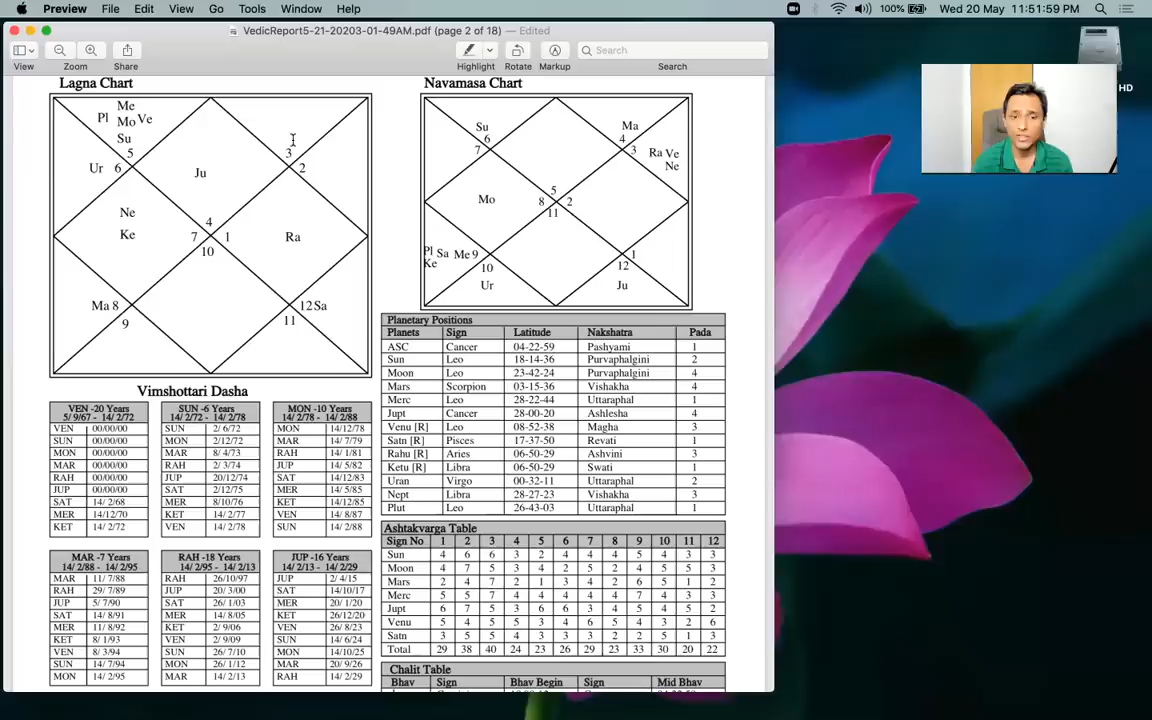 Preview File Edit View Go Tools Window Help 100% Wed 20 May 11:51:59 PM
VedicReport5-21-20203-01-49AM.pdf (page 2 of 18) — Edited
Search
View Zoom Share Highlight Rotate Markup Search
HD
Lagna Chart
Me
Pl Mo Ve
Su
5
Ur 6
Ju
3
2
Ne
Ke
4
7 1
10
Ra
Ma 8
9
12 Sa
11
Navamasa Chart
Su
6
7
Ma
4
3 Ra Ve
Ne
Mo
5
8 2
11
Pl Sa Me 9
Ke
10
Ur
1
12
Ju
Vimshottari Dasha
VEN -20 Years SUN -6 Years MON -10 Years
5/ 9/67 - 14/ 2/72 14/ 2/72 - 14/ 2/78 14/ 2/78 - 14/ 2/88
VEN 00/00/00 SUN 2/ 6/72 MON 14/12/78
SUN 00/00/00 MON 2/12/72 MAR 14/ 7/79
MON 00/00/00 MAR 8/ 4/73 RAH 14/ 1/81
MAR 00/00/00 RAH 2/ 3/74 JUP 14/ 5/82
RAH 00/00/00 JUP 20/12/74 SAT 14/12/83
JUP 00/00/00 SAT 2/12/75 MER 14/ 5/85
SAT 14/ 2/68 MER 8/10/76 KET 14/12/85
MER 14/12/70 KET 14/ 2/77 VEN 14/ 8/87
KET 14/ 2/72 VEN 14/ 2/78 SUN 14/ 2/88
MAR -7 Years RAH -18 Years JUP -16 Years
14/ 2/88 - 14/ 2/95 14/ 2/95 - 14/ 2/13 14/ 2/13 - 14/ 2/29
MAR 11/ 7/88 RAH 26/10/97 JUP 2/ 4/15
RAH 29/ 7/89 JUP 20/ 3/00 SAT 14/10/17
JUP 5/ 7/90 SAT 26/ 1/03 MER 20/ 1/20
SAT 14/ 8/91 MER 14/ 8/05 KET 26/12/20
MER 11/ 8/92 KET 2/ 9/06 VEN 26/ 8/23
KET 8/ 1/93 VEN 2/ 9/09 SUN 14/ 6/24
VEN 8/ 3/94 SUN 26/ 7/10 MON 14/10/25
SUN 14/ 7/94 MON 26/ 1/12 MAR 20/ 9/26
MON 14/ 2/95 MAR 14/ 2/13 RAH 14/ 2/29
Planetary Positions
Planets Sign Latitude Nakshatra Pada
ASC Cancer 04-22-59 Pashyami 1
Sun Leo 18-14-36 Purvaphalgini 2
Moon Leo 23-42-24 Purvaphalgini 4
Mars Scorpion 03-15-36 Vishakha 4
Merc Leo 28-22-44 Uttaraphal 1
Jupt Cancer 28-00-20 Ashlesha 4
Venu [R] Leo 08-52-38 Magha 3
Satn [R] Pisces 17-37-50 Revati 1
Rahu [R] Aries 06-50-29 Ashvini 3
Ketu [R] Libra 06-50-29 Swati 1
Uran Virgo 00-32-11 Uttaraphal 2
Nept Libra 28-27-23 Vishakha 3
Plut Leo 26-43-03 Uttaraphal 1
Ashtakvarga Table
Sign No 1 2 3 4 5 6 7 8 9 10 11 12
Sun 4 6 6 3 2 4 4 4 5 4 3 3
Moon 4 7 5 3 4 2 5 2 4 5 5 3
Mars 2 4 7 2 1 3 4 2 6 5 1 2
Merc 5 5 7 4 4 4 4 4 7 4 3 3
Jupt 6 7 5 3 6 6 3 4 5 4 5 2
Venu 5 4 5 5 3 4 6 5 4 3 2 6
Satn 3 5 5 4 3 3 3 2 2 5 1 3
Total 29 38 40 24 23 26 29 23 33 30 20 22
Chalit Table
Bhav Sign Bhav Begin Sign Mid Bhav